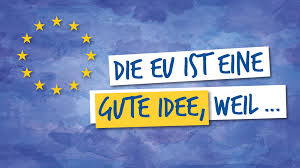 DIE EU IST EINE
GUTE IDEE, WEIL ...